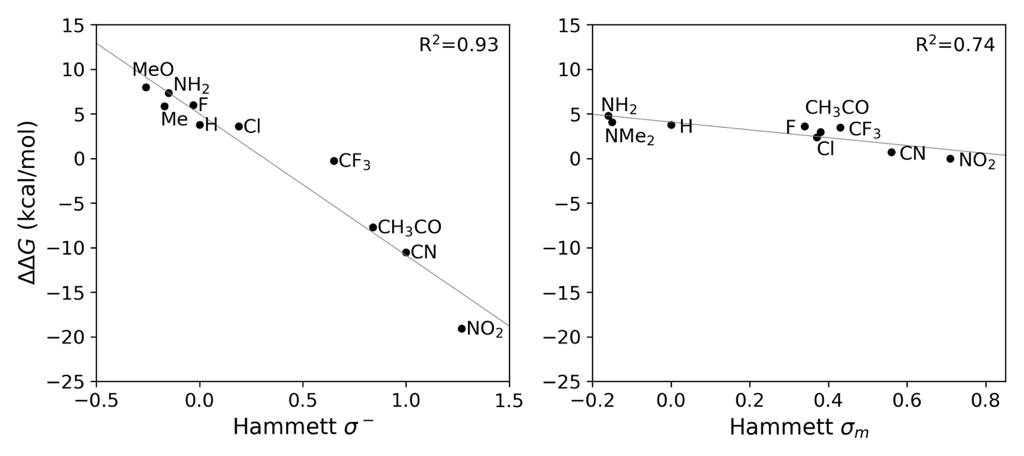 15
10
5
0
−5
−10
−15
−20
−25
ΔΔG (kcal/mol)
R²=0.93
MeO
NH₂
F
Me
H
Cl
CF₃
CH₃CO
CN
NO₂
−0.5
0.0
0.5
1.0
1.5
Hammett σ⁻
15
10
5
0
−5
−10
−15
−20
−25
R²=0.74
NH₂
NMe₂
H
F
CH₃CO
CF₃
Cl
CN
NO₂
−0.2
0.0
0.2
0.4
0.6
0.8
Hammett σₘ